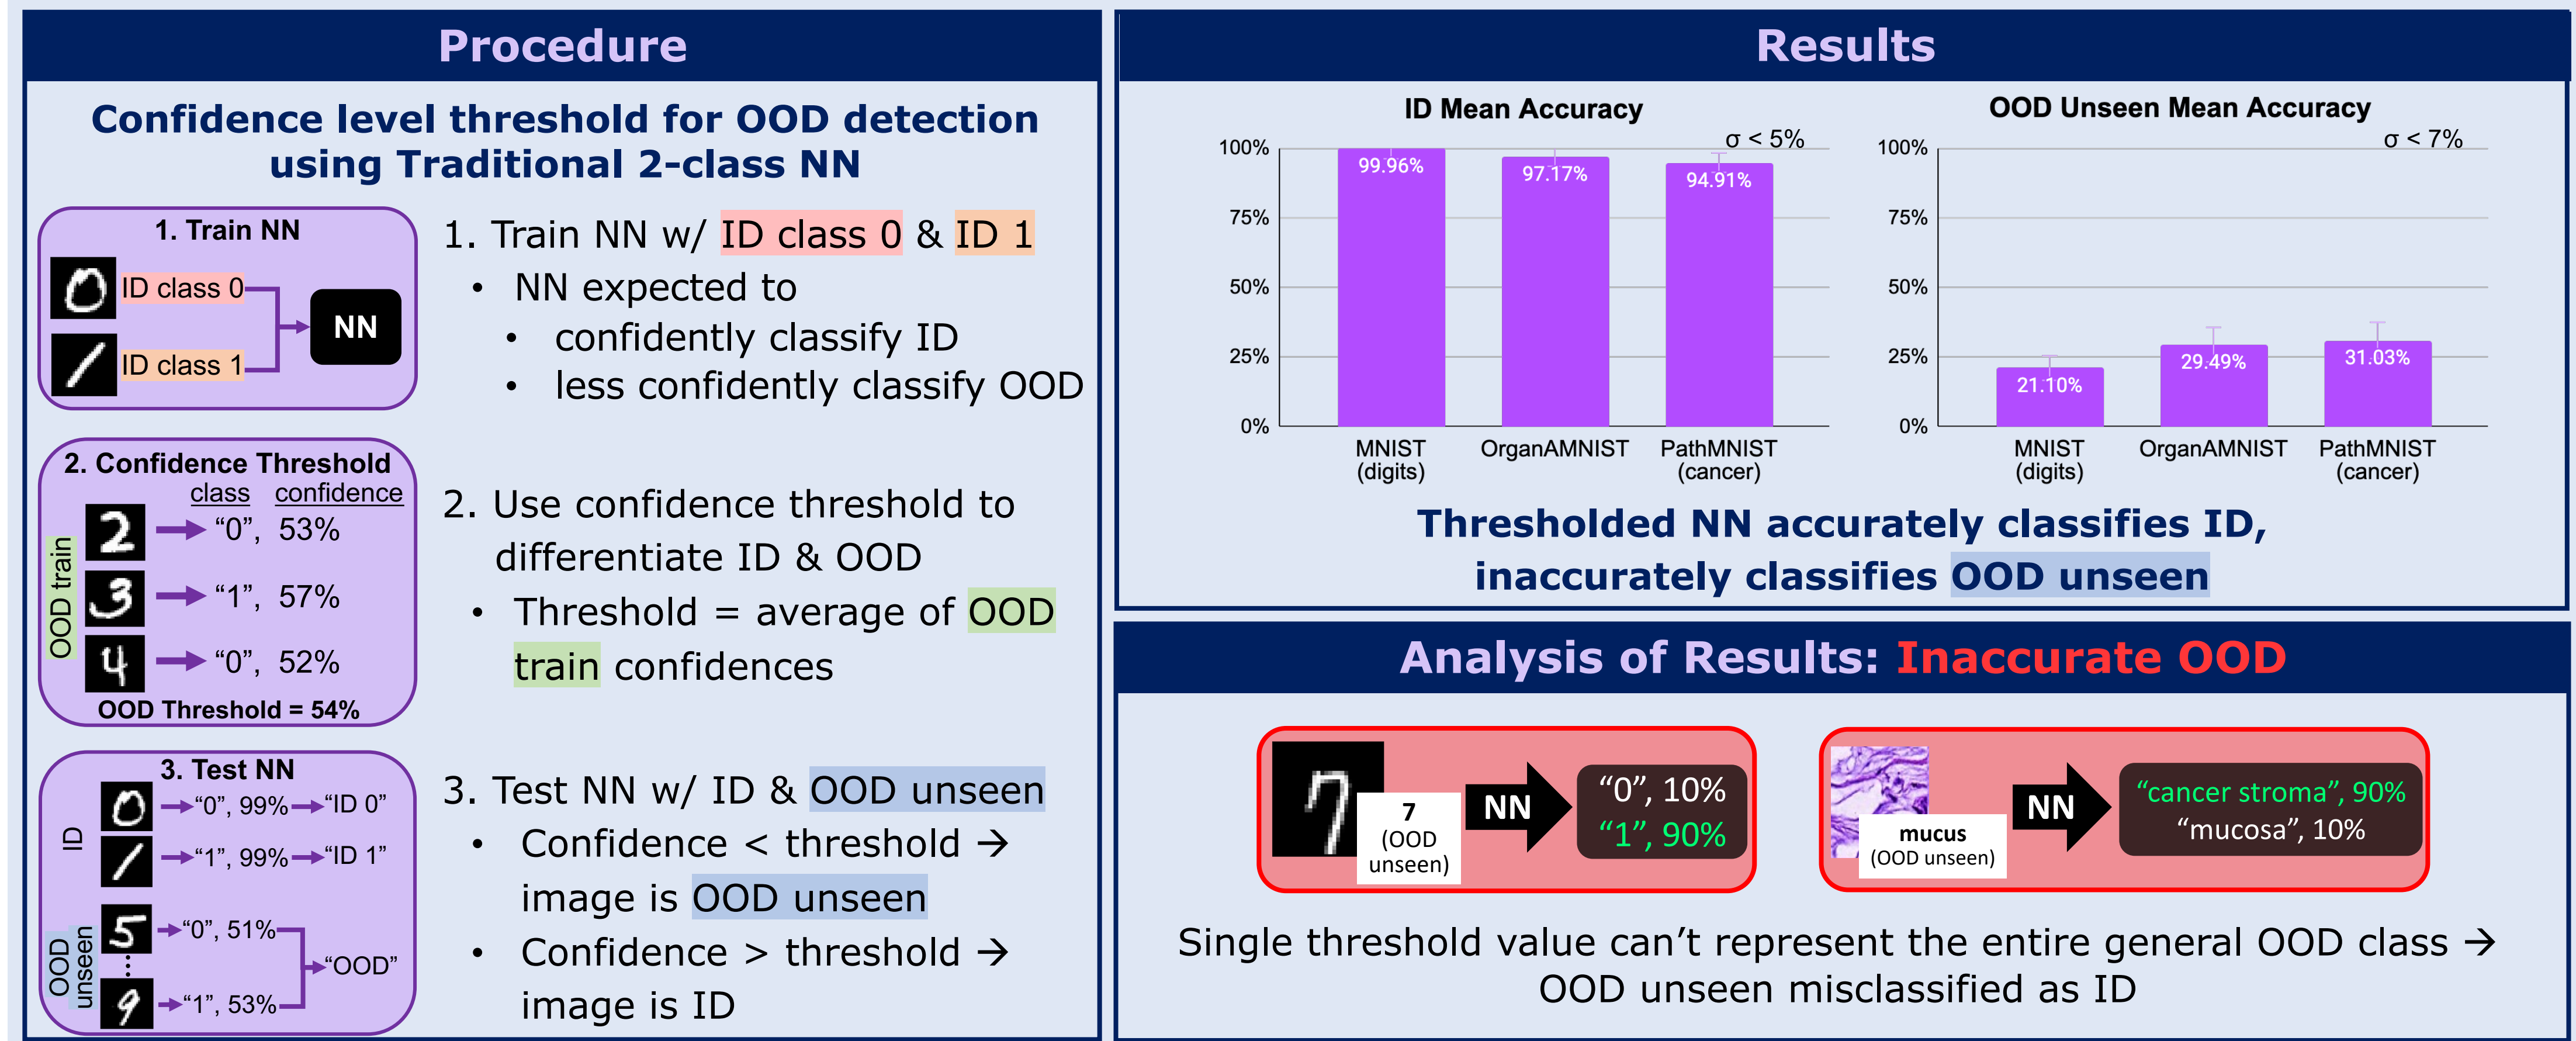 Procedure
Confidence level threshold for OOD detection
using Traditional 2-class NN
1. Train NN
ID class 0
ID class 1
NN
1. Train NN w/ ID class 0 & ID 1
• NN expected to
• confidently classify ID
• less confidently classify OOD
2. Confidence Threshold
class confidence
OOD train
2 → “0”, 53%
3 → “1”, 57%
4 → “0”, 52%
OOD Threshold = 54%
2. Use confidence threshold to
differentiate ID & OOD
• Threshold = average of OOD
train confidences
3. Test NN
ID
0 → “0”, 99% → “ID 0”
1 → “1”, 99% → “ID 1”
OOD
unseen
5 → “0”, 51%
“OOD”
9 → “1”, 53%
3. Test NN w/ ID & OOD unseen
• Confidence < threshold →
image is OOD unseen
• Confidence > threshold →
image is ID
Results
ID Mean Accuracy
σ < 5%
100%
75%
50%
25%
0%
99.96%
97.17%
94.91%
MNIST
(digits)
OrganAMNIST
PathMNIST
(cancer)
OOD Unseen Mean Accuracy
σ < 7%
100%
75%
50%
25%
0%
21.10%
29.49%
31.03%
MNIST
(digits)
OrganAMNIST
PathMNIST
(cancer)
Thresholded NN accurately classifies ID,
inaccurately classifies OOD unseen
Analysis of Results: Inaccurate OOD
7
7
(OOD
unseen)
NN
“0”, 10%
“1”, 90%
mucus
(OOD unseen)
NN
“cancer stroma”, 90%
“mucosa”, 10%
Single threshold value can’t represent the entire general OOD class →
OOD unseen misclassified as ID